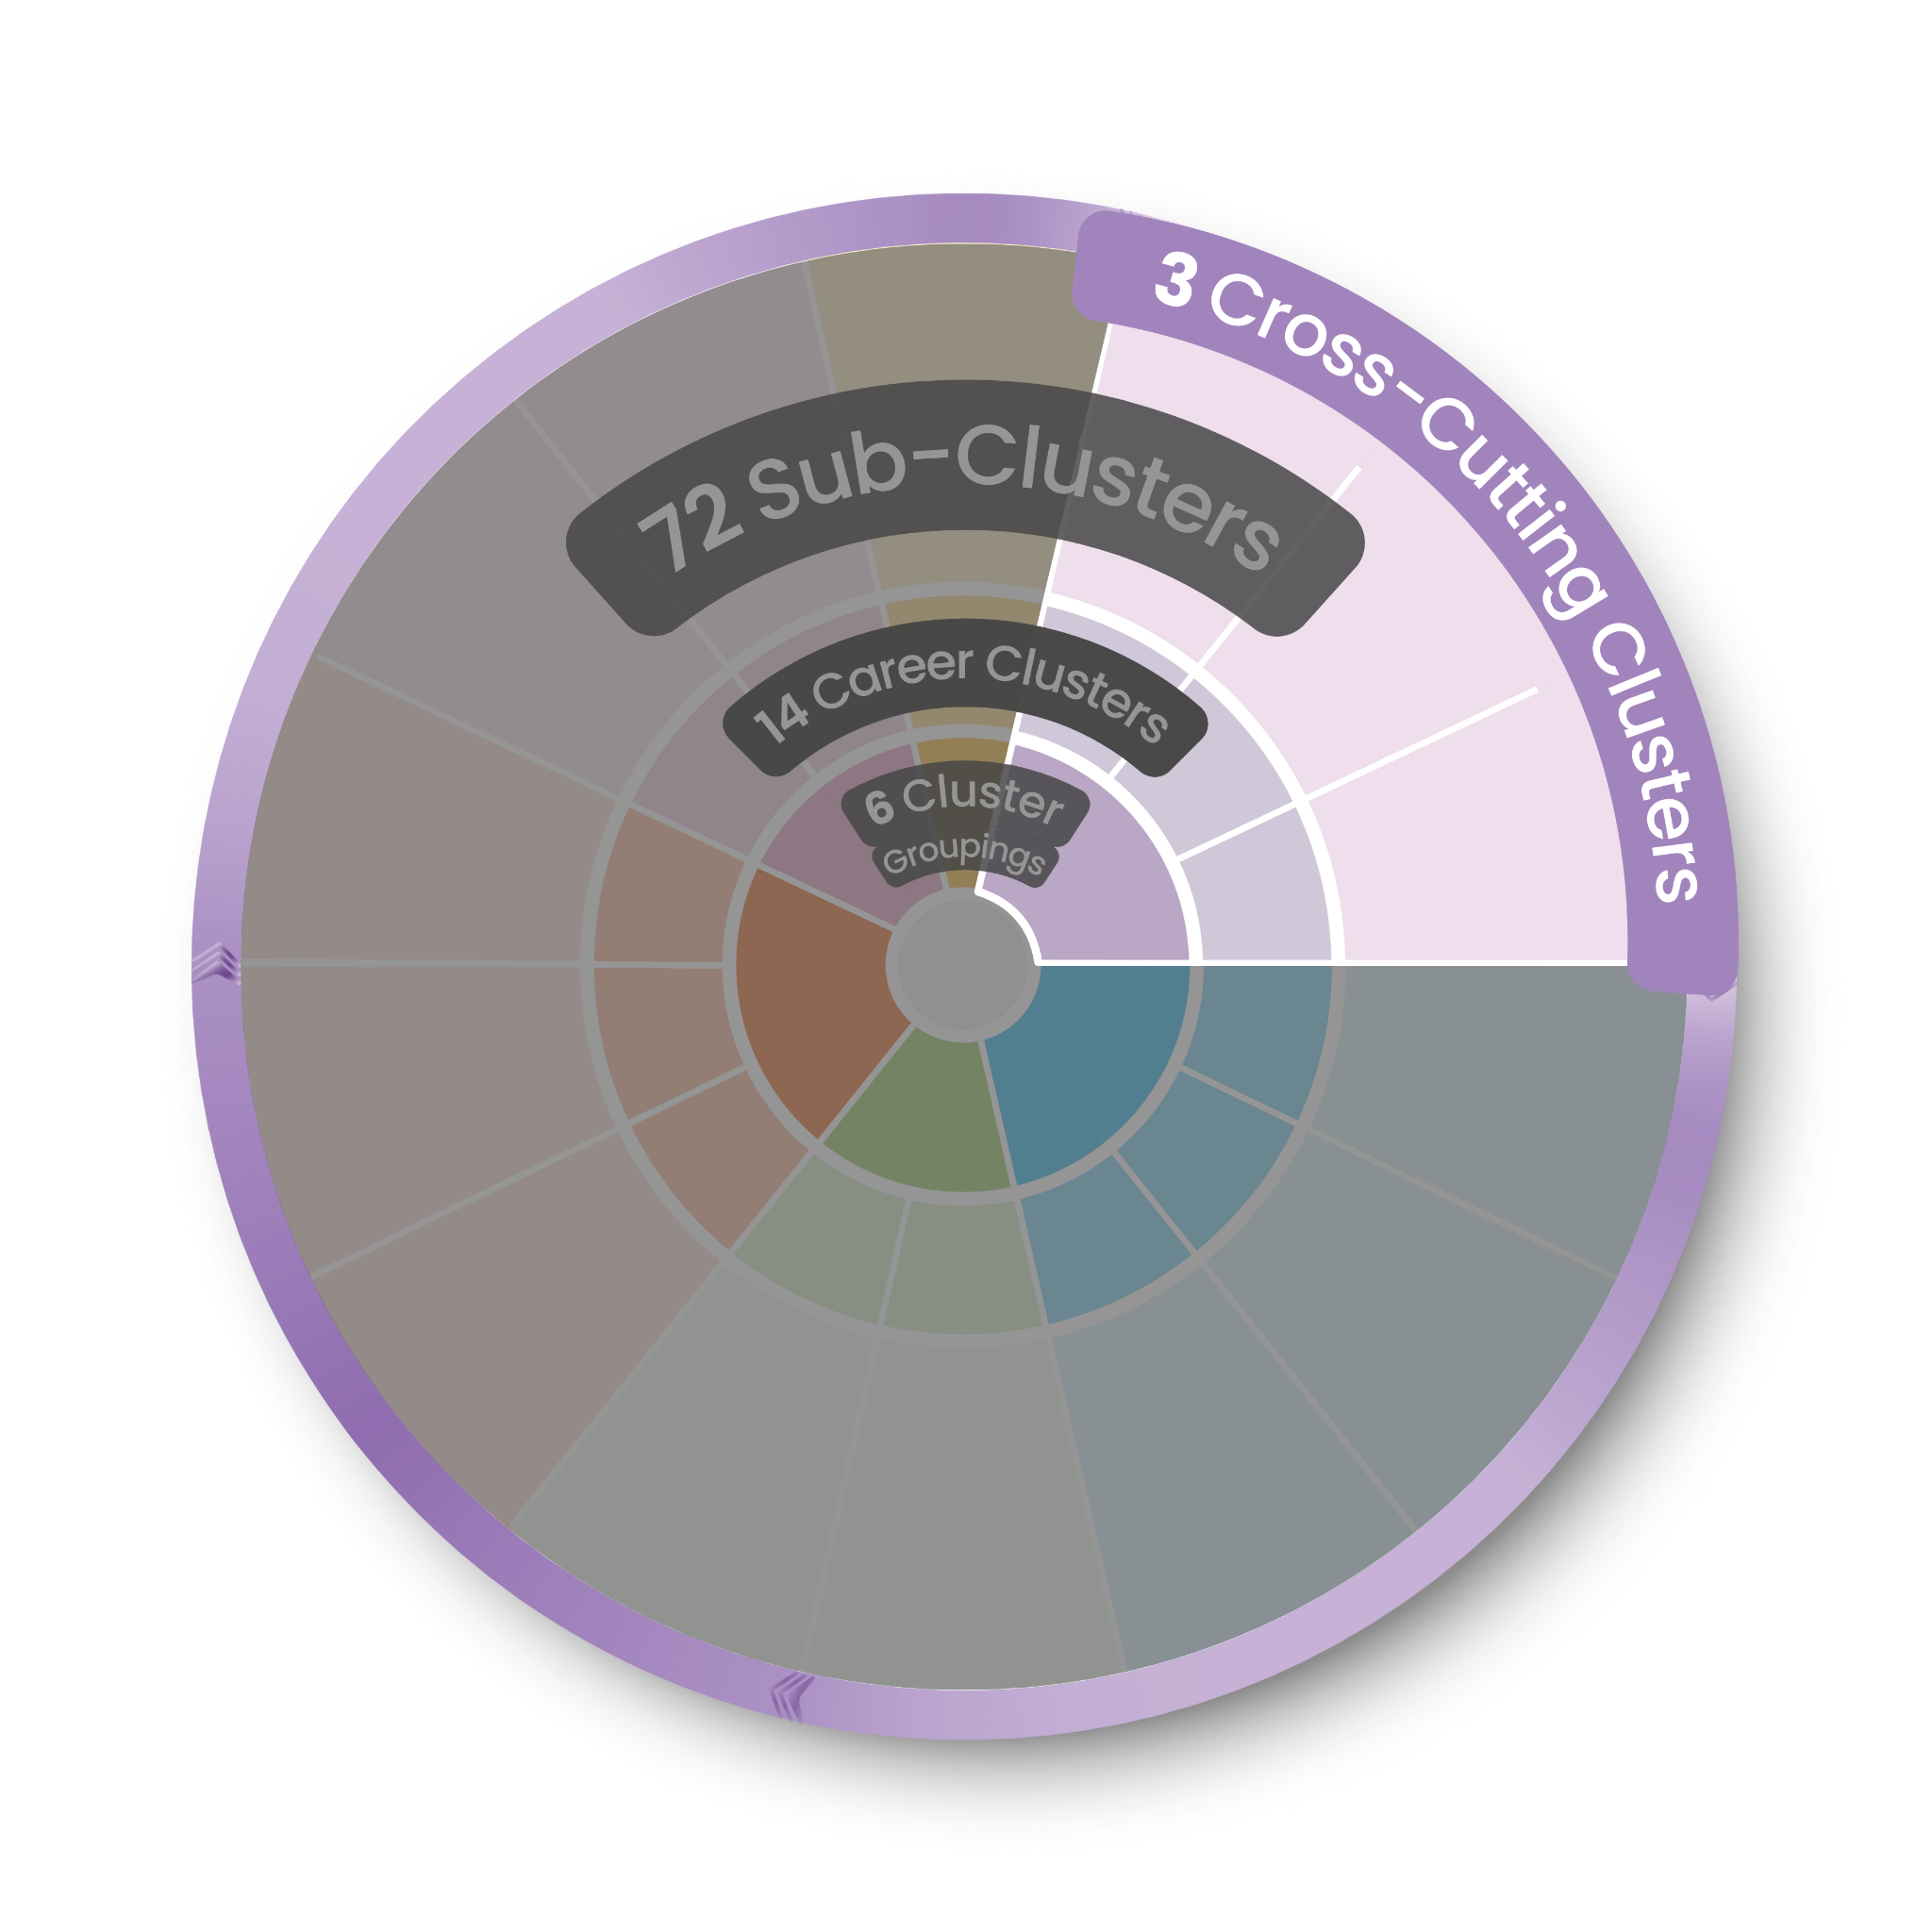 3 Cross-Cutting Clusters
72 Sub-Clusters
14 Career Clusters
6 Cluster
Groupings